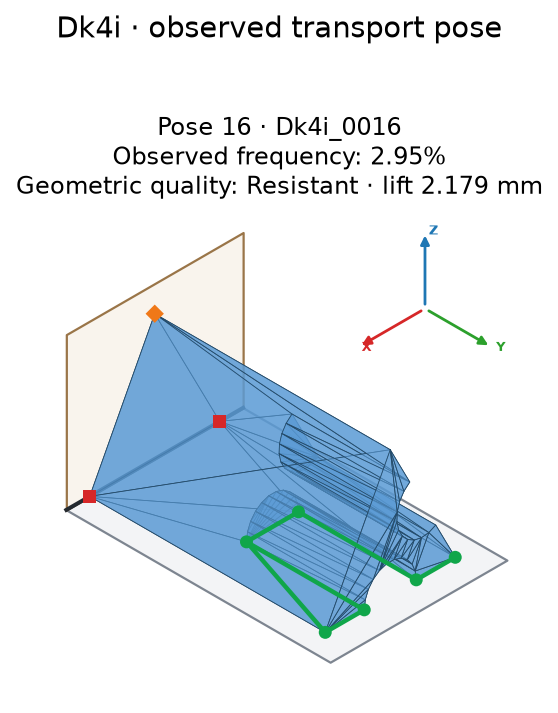 Dk4i · observed transport pose
Pose 16 · Dk4i_0016
Observed frequency: 2.95%
Geometric quality: Resistant · lift 2.179 mm
Z
X
Y